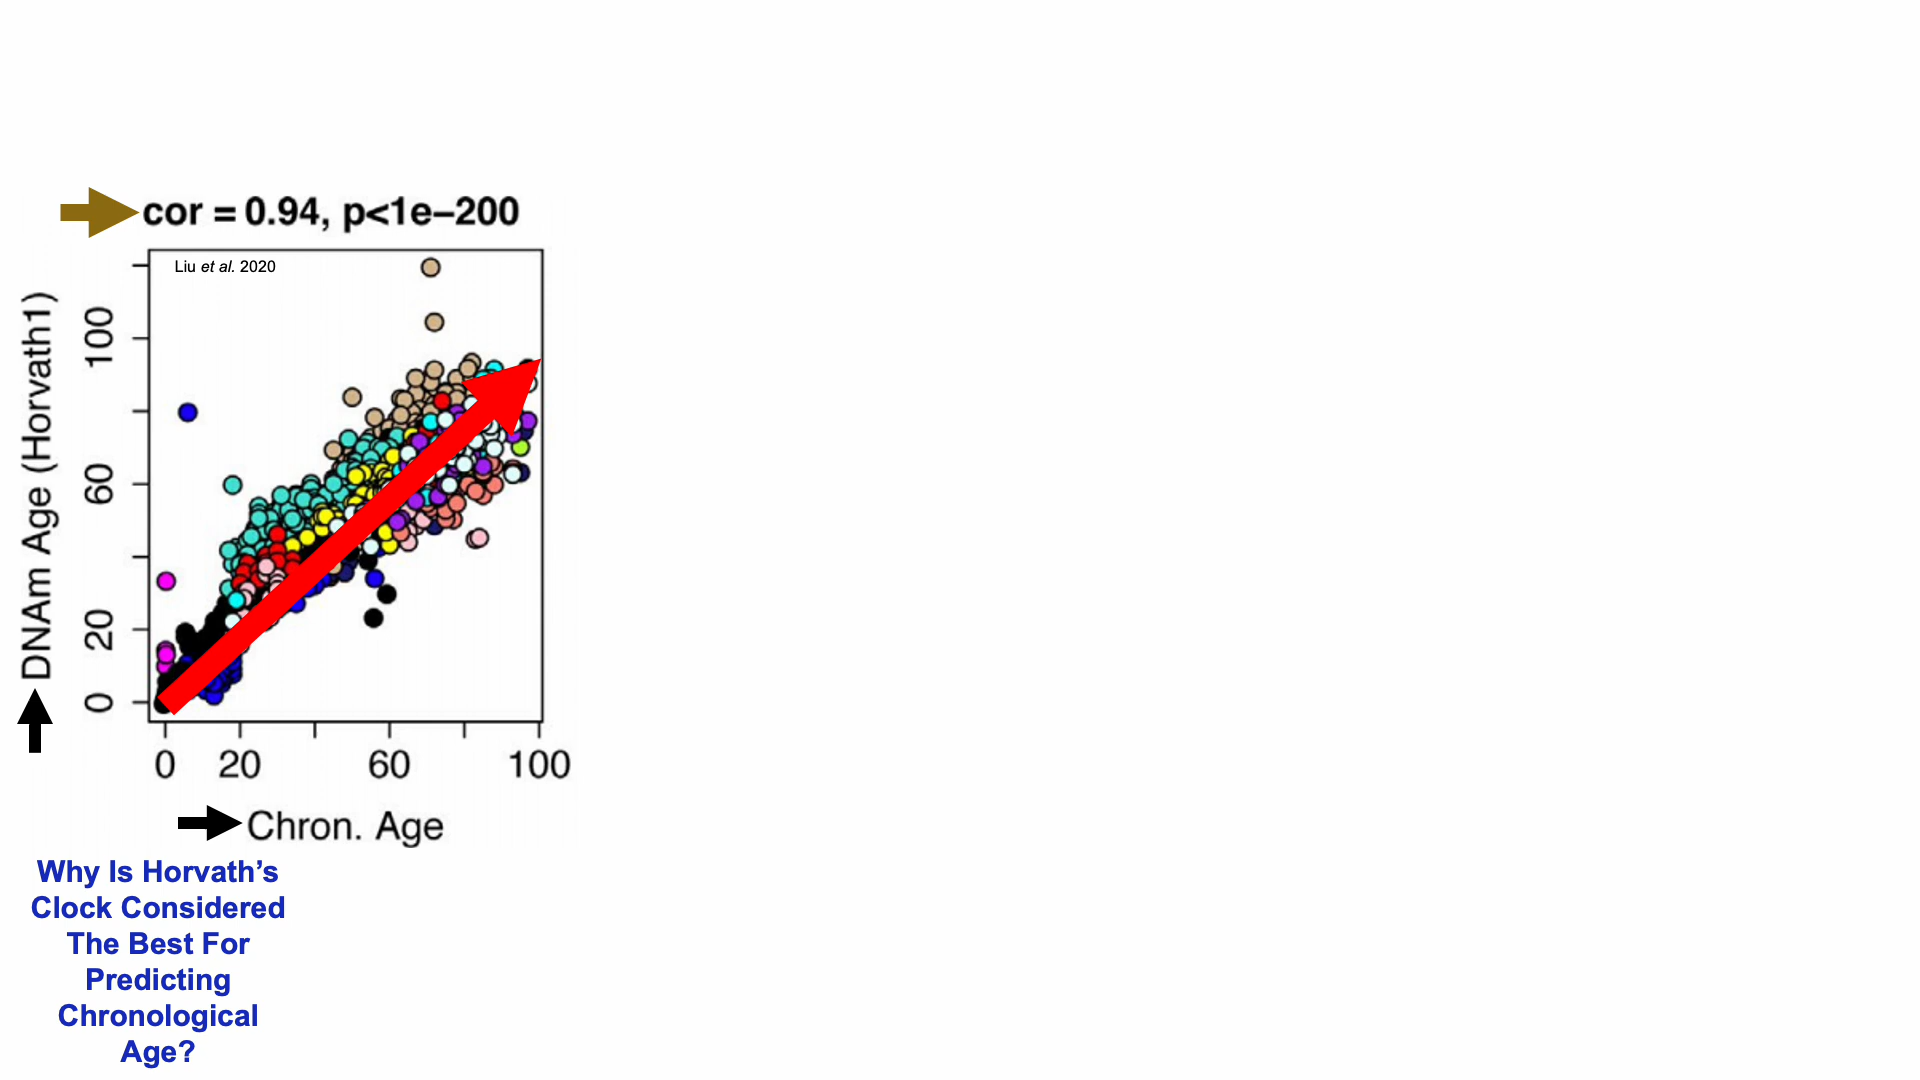 cor = 0.94, p<1e−200
Liu et al. 2020
DNAm Age (Horvath1)
100
60
20
0
0 20 60 100
Chron. Age
Why Is Horvath’s
Clock Considered
The Best For
Predicting
Chronological
Age?